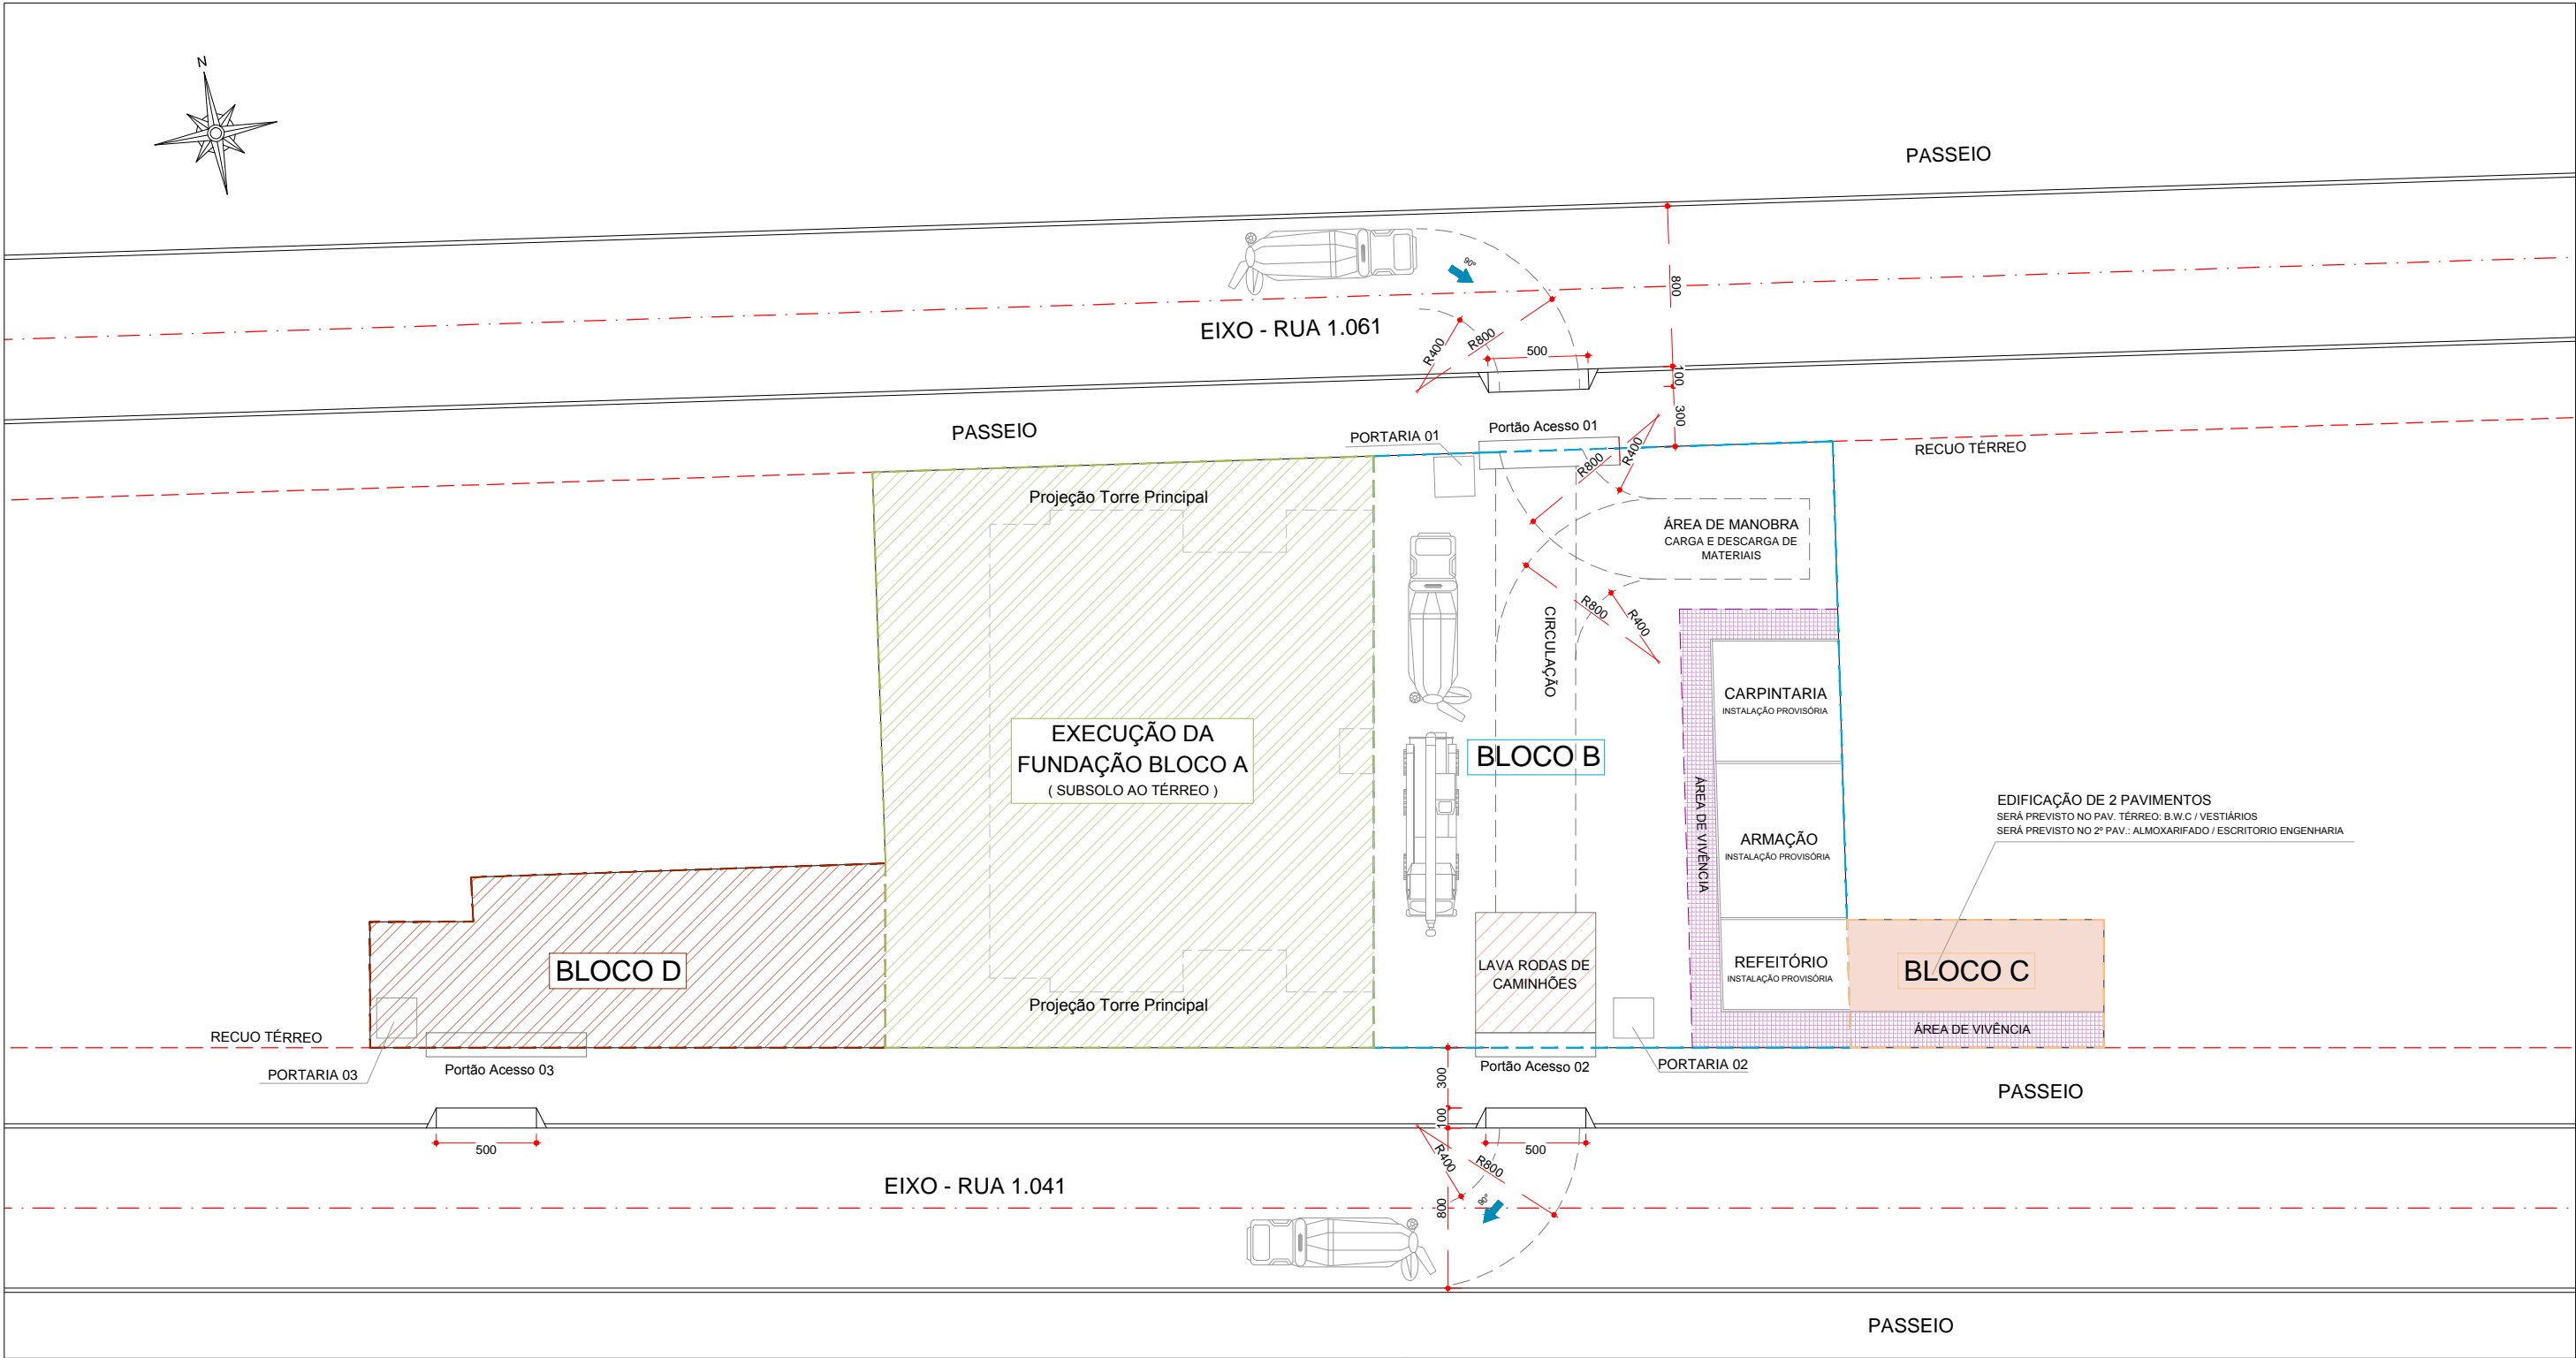 N
PASSEIO
90º
800
EIXO - RUA 1.061
R400
R800
500
100
300
PASSEIO
PORTARIA 01
Portão Acesso 01
RECUO TÉRREO
R800
R400
Projeção Torre Principal
ÁREA DE MANOBRA
CARGA E DESCARGA DE
MATERIAIS
R800
R400
CIRCULAÇÃO
CARPINTARIA
INSTALAÇÃO PROVISÓRIA
EXECUÇÃO DA
FUNDAÇÃO BLOCO A
( SUBSOLO AO TÉRREO )
BLOCO B
ÁREA DE VIVÊNCIA
ARMAÇÃO
INSTALAÇÃO PROVISÓRIA
EDIFICAÇÃO DE 2 PAVIMENTOS
SERÁ PREVISTO NO PAV. TÉRREO: B.W.C / VESTIÁRIOS
SERÁ PREVISTO NO 2º PAV.: ALMOXARIFADO / ESCRITORIO ENGENHARIA
BLOCO D
LAVA RODAS DE
CAMINHÕES
REFEITÓRIO
INSTALAÇÃO PROVISÓRIA
BLOCO C
Projeção Torre Principal
RECUO TÉRREO
ÁREA DE VIVÊNCIA
PORTARIA 03
Portão Acesso 03
Portão Acesso 02
PORTARIA 02
300
PASSEIO
100
500
500
R400
R800
EIXO - RUA 1.041
90º
800
PASSEIO